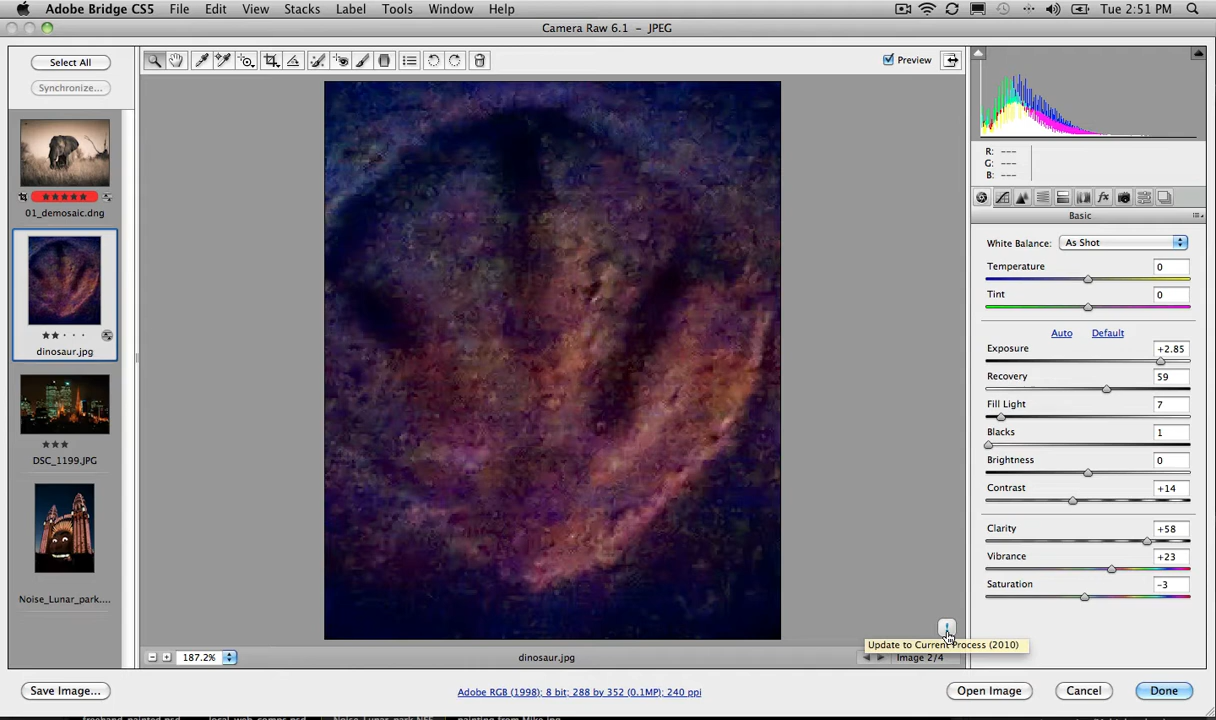 Adobe Bridge CS5 File Edit View Stacks Label Tools Window Help Tue 2:51 PM
Camera Raw 6.1 - JPEG
Select All
Synchronize...
Preview
01_demosaic.dng
dinosaur.jpg
DSC_1199.JPG
Noise_Lunar_park....
R: ---
G: ---
B: ---
Basic
White Balance: As Shot
Temperature 0
Tint 0
Auto Default
Exposure +2.85
Recovery 59
Fill Light 7
Blacks 1
Brightness 0
Contrast +14
Clarity +58
Vibrance +23
Saturation -3
Update to Current Process (2010)
187.2% dinosaur.jpg Image 2/4
Save Image... Adobe RGB (1998); 8 bit; 288 by 352 (0.1MP); 240 ppi Open Image Cancel Done